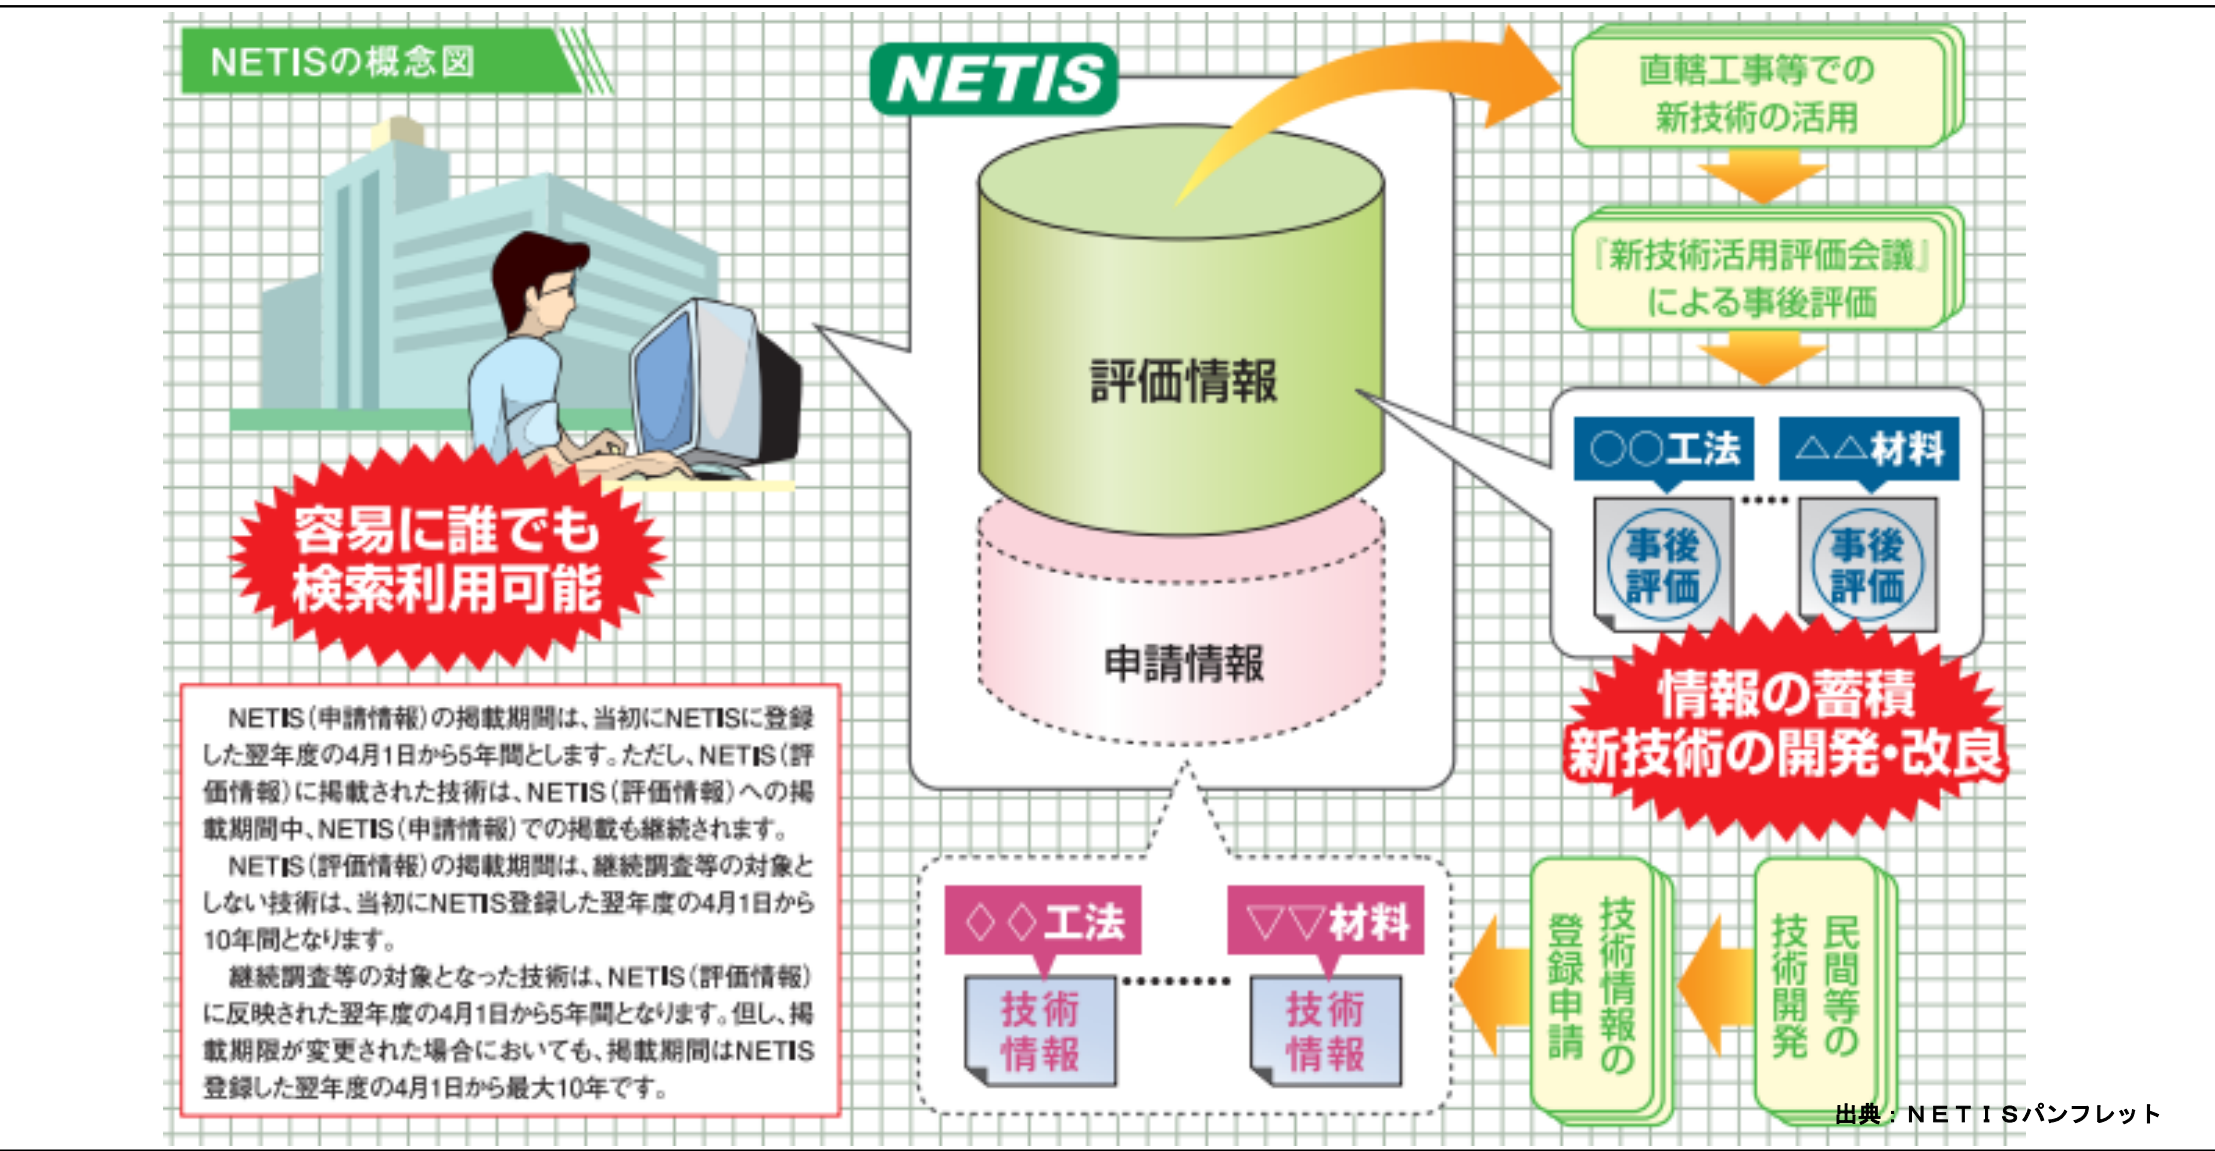 NETISの概念図
NETIS
直轄工事等での
新技術の活用
『新技術活用評価会議』
による事後評価
評価情報
○○工法
△△材料
事後
評価
事後
評価
容易に誰でも
検索利用可能
申請情報
情報の蓄積
新技術の開発・改良
NETIS(申請情報)の掲載期間は、当初にNETISに登録
した翌年度の4月1日から5年間とします。ただし、NETIS(評
価情報)に掲載された技術は、NETIS(評価情報)への掲
載期間中、NETIS(申請情報)での掲載も継続されます。
NETIS(評価情報)の掲載期間は、継続調査等の対象と
しない技術は、当初にNETIS登録した翌年度の4月1日から
10年間となります。
継続調査等の対象となった技術は、NETIS(評価情報)
に反映された翌年度の4月1日から5年間となります。但し、掲
載期限が変更された場合においても、掲載期間はNETIS
登録した翌年度の4月1日から最大10年です。
◇◇工法
▽▽材料
技術
情報
技術
情報
技術情報の
登録申請
民間等の
技術開発
出典：ＮＥＴＩＳパンフレット